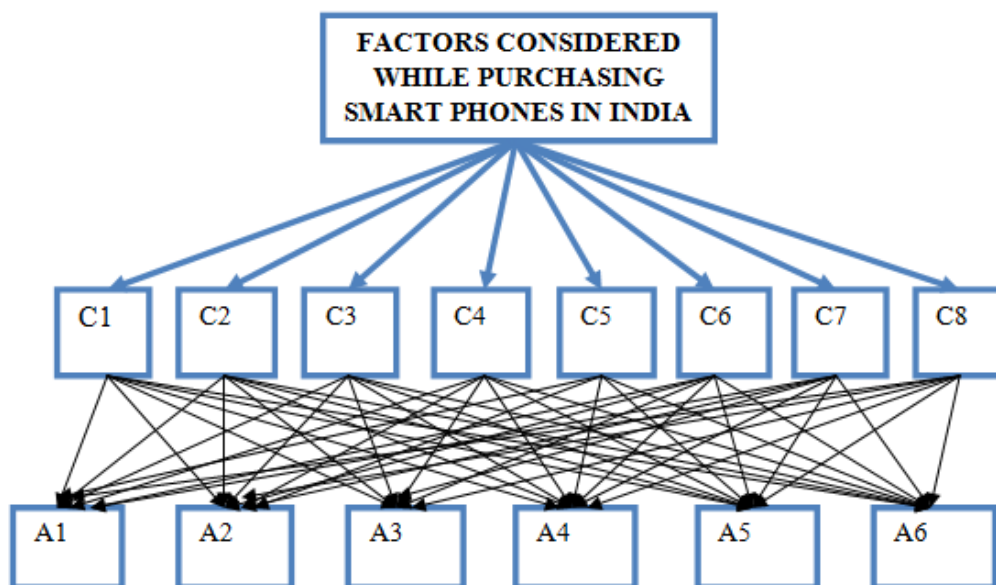 FACTORS CONSIDERED
WHILE PURCHASING
SMART PHONES IN INDIA
C1 C2 C3 C4 C5 C6 C7 C8
A1 A2 A3 A4 A5 A6